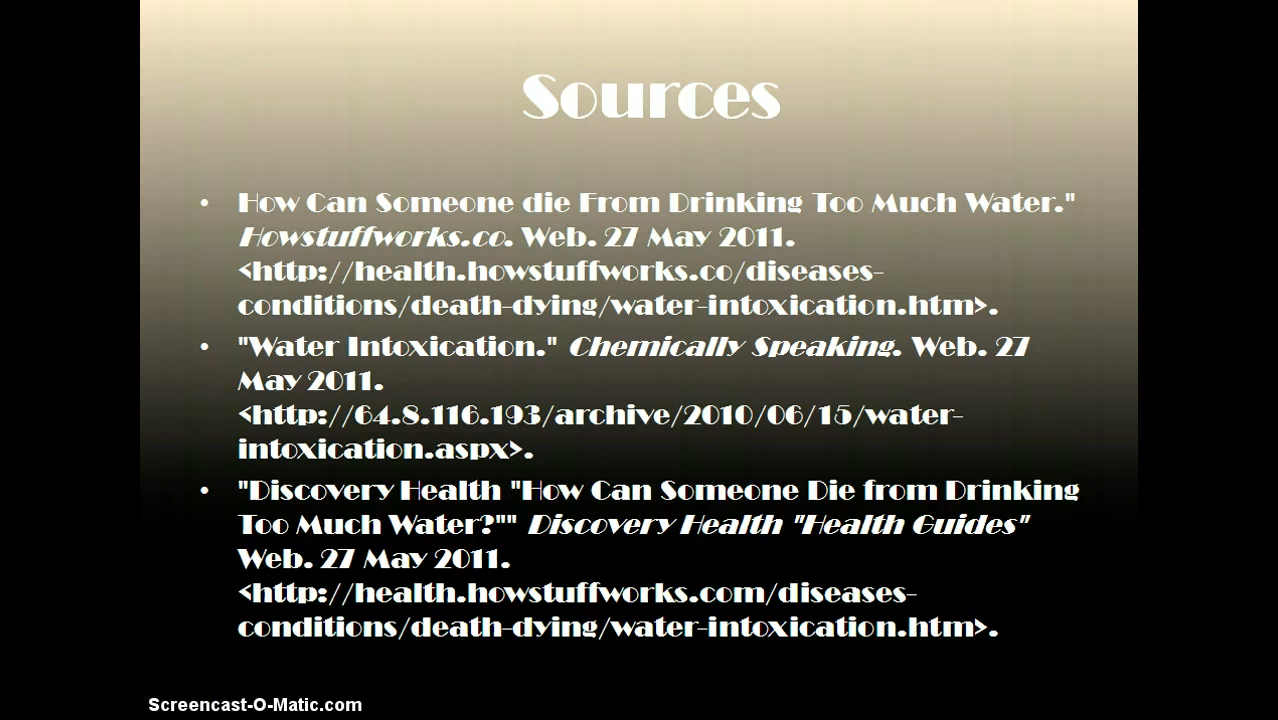 Sources
• How Can Someone die From Drinking Too Much Water."
Howstuffworks.co. Web. 27 May 2011.
<http://health.howstuffworks.co/diseases-
conditions/death-dying/water-intoxication.htm>.
• "Water Intoxication." Chemically Speaking. Web. 27
May 2011.
<http://64.8.116.193/archive/2010/06/15/water-
intoxication.aspx>.
• "Discovery Health "How Can Someone Die from Drinking
Too Much Water?"" Discovery Health "Health Guides"
Web. 27 May 2011.
<http://health.howstuffworks.com/diseases-
conditions/death-dying/water-intoxication.htm>.
Screencast-O-Matic.com